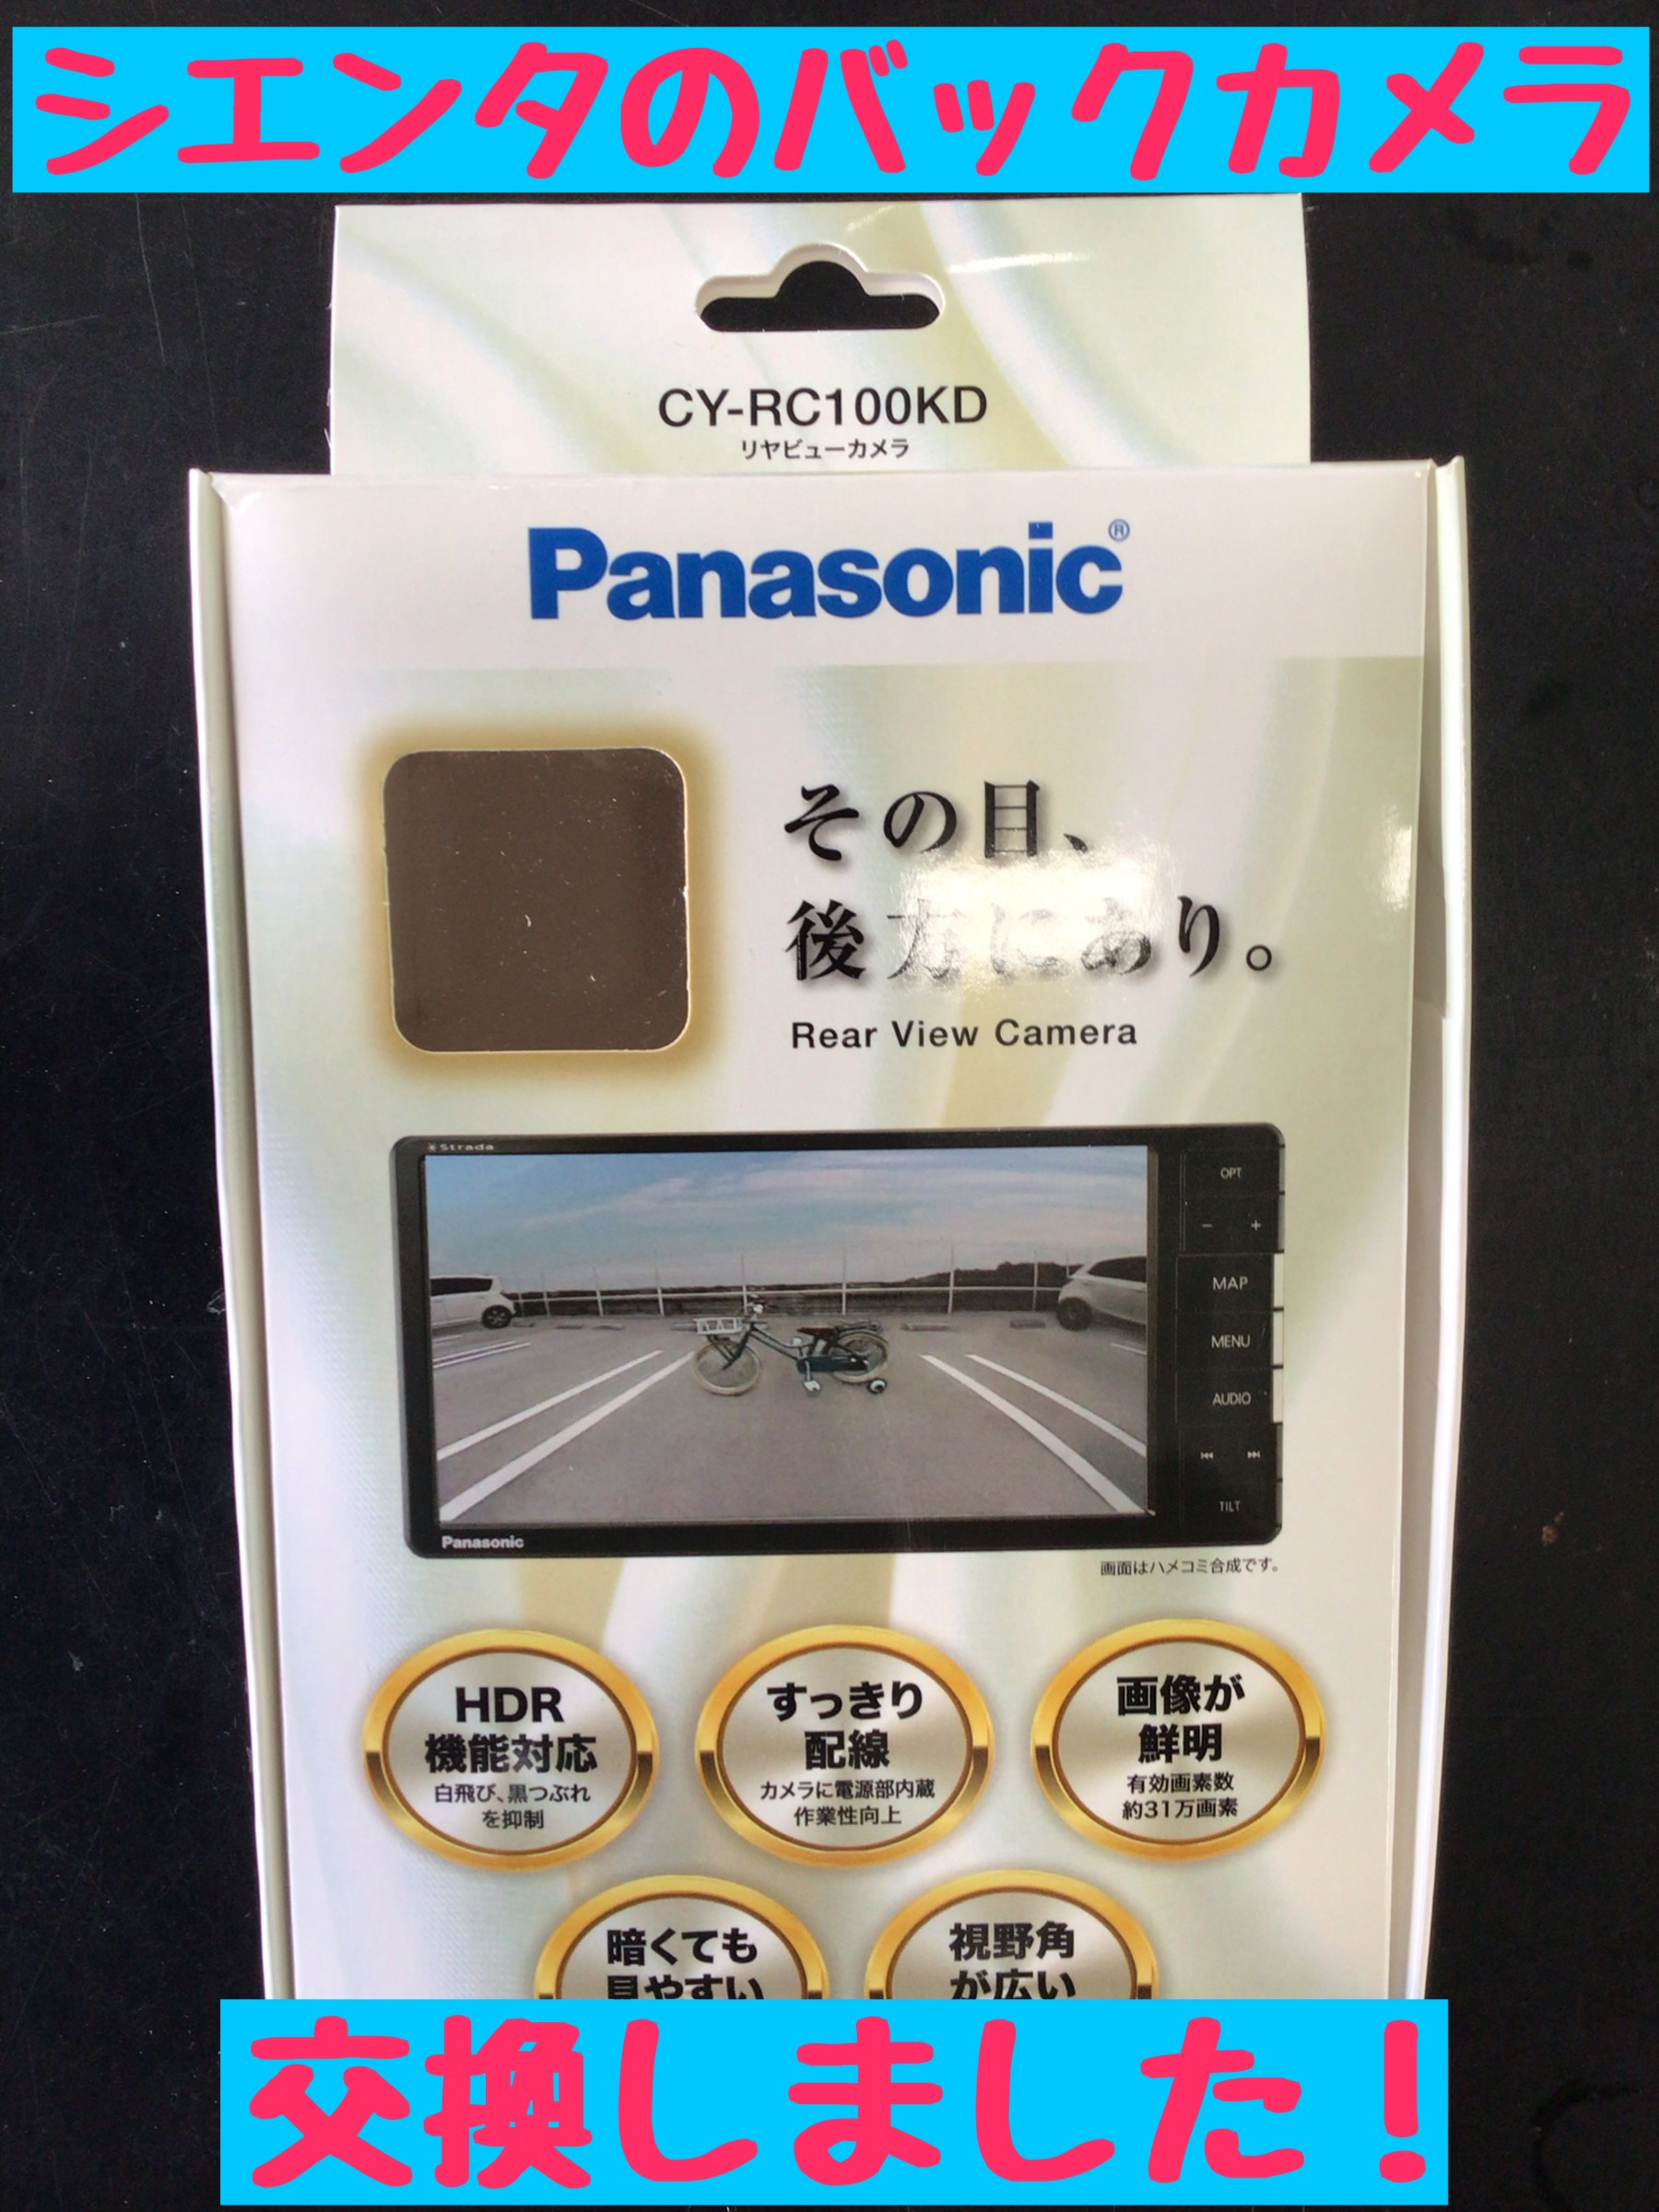 シエンタのバックカメラ
CY-RC100KD
リヤビューカメラ
Panasonic®
その目、
後方にあり。
Rear View Camera
Strada
OPT
− +
MAP
MENU
AUDIO
TILT
Panasonic
画面はハメコミ合成です。
HDR
機能対応
白飛び、黒つぶれ
を抑制
すっきり
配線
カメラに電源部内蔵
作業性向上
画像が
鮮明
有効画素数
約31万画素
暗くても
見やすい
視野角
が広い
交換しました！